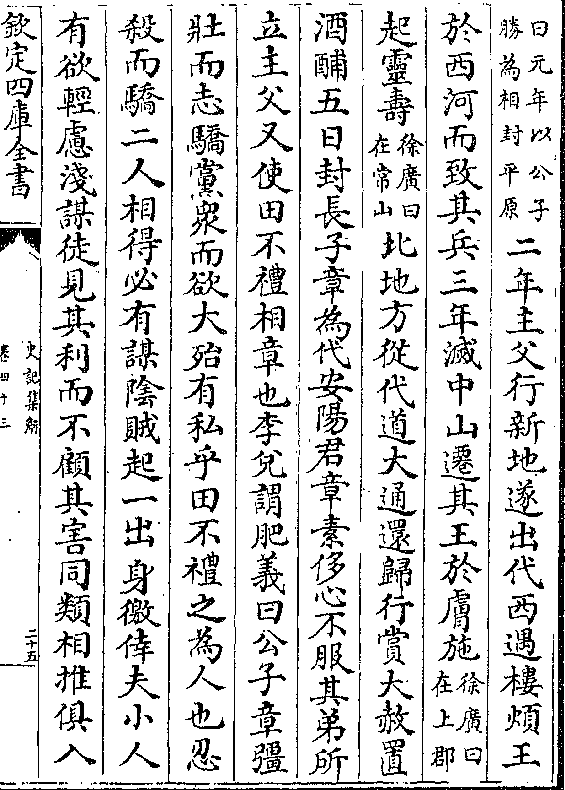 曰元年以公子
勝為相封平原
二年主父行新地遂出代西遇樓煩王
於西河而致其兵三年滅中山遷其王於膚施
徐廣曰
在上郡
起靈壽
徐廣曰
在常山
北地方從代道大通還歸行賞大赦置
酒酺五日封長子章為代安陽君章素侈心不服其弟所
立主父又使田不禮相章也李兌謂肥義曰公子章彊
壯而志驕黨衆而欲大殆有私乎田不禮之為人也忍
殺而驕二人相得必有謀陰賊起一出身徼倖夫小人
有欲輕慮淺謀徒見其利而不顧其害同類相推俱入
欽定四庫全書
史記集解
卷四十三
二十五